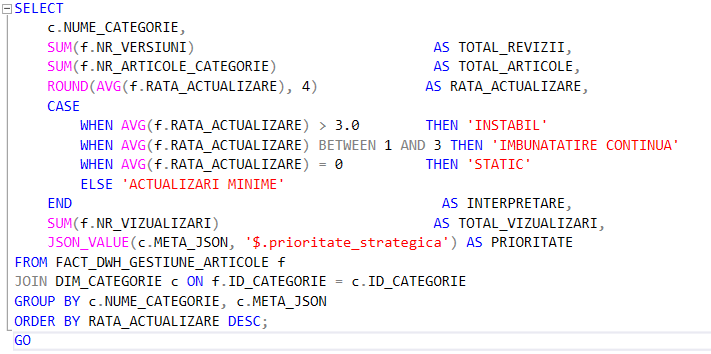 SELECT
    c.NUME_CATEGORIE,
    SUM(f.NR_VERSIUNI)                              AS TOTAL_REVIZII,
    SUM(f.NR_ARTICOLE_CATEGORIE)                    AS TOTAL_ARTICOLE,
    ROUND(AVG(f.RATA_ACTUALIZARE), 4)              AS RATA_ACTUALIZARE,
    CASE
        WHEN AVG(f.RATA_ACTUALIZARE) > 3.0         THEN 'INSTABIL'
        WHEN AVG(f.RATA_ACTUALIZARE) BETWEEN 1 AND 3 THEN 'IMBUNATATIRE CONTINUA'
        WHEN AVG(f.RATA_ACTUALIZARE) = 0           THEN 'STATIC'
        ELSE 'ACTUALIZARI MINIME'
    END                                              AS INTERPRETARE,
    SUM(f.NR_VIZUALIZARI)                           AS TOTAL_VIZUALIZARI,
    JSON_VALUE(c.META_JSON, '$.prioritate_strategica') AS PRIORITATE
FROM FACT_DWH_GESTIUNE_ARTICOLE f
JOIN DIM_CATEGORIE c ON f.ID_CATEGORIE = c.ID_CATEGORIE
GROUP BY c.NUME_CATEGORIE, c.META_JSON
ORDER BY RATA_ACTUALIZARE DESC;
GO